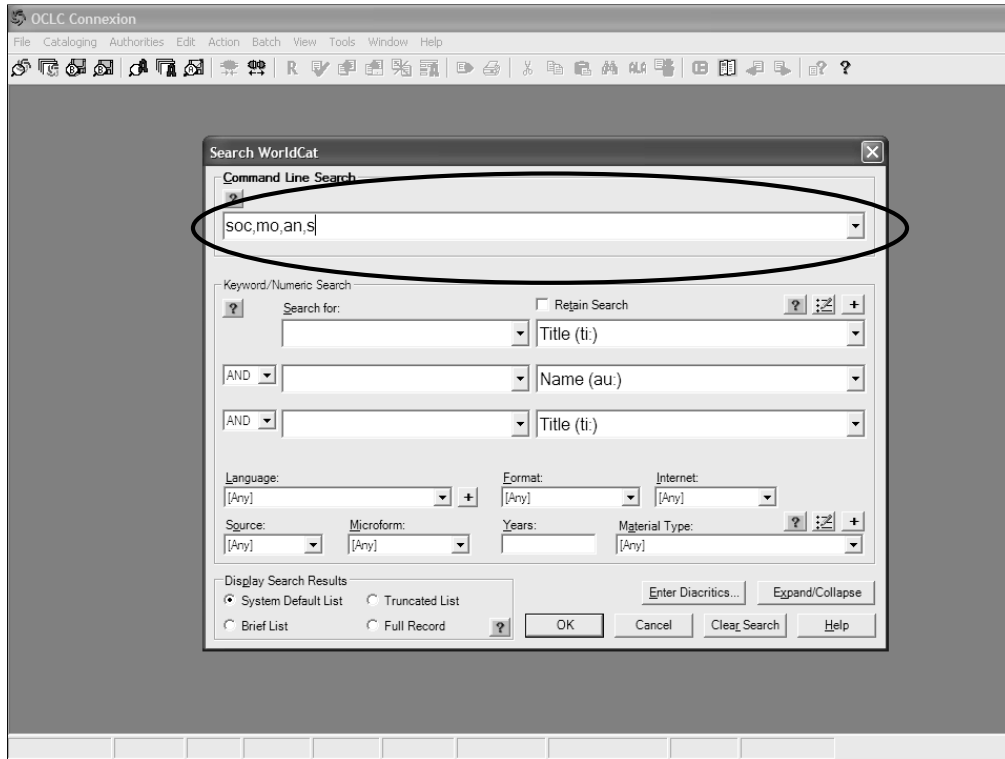 OCLC Connexion
File Cataloging Authorities Edit Action Batch View Tools Window Help
R ALA ? ?
Search WorldCat
Command Line Search
?
soc,mo,an,s
Keyword/Numeric Search
? Search for: Retain Search ? +
Title (ti:)
AND Name (au:)
AND Title (ti:)
Language: Format: Internet:
[Any] + [Any] [Any]
Source: Microform: Years: Material Type: ? +
[Any] [Any] [Any]
Display Search Results
System Default List Truncated List Enter Diacritics... Expand/Collapse
Brief List Full Record ? OK Cancel Clear Search Help